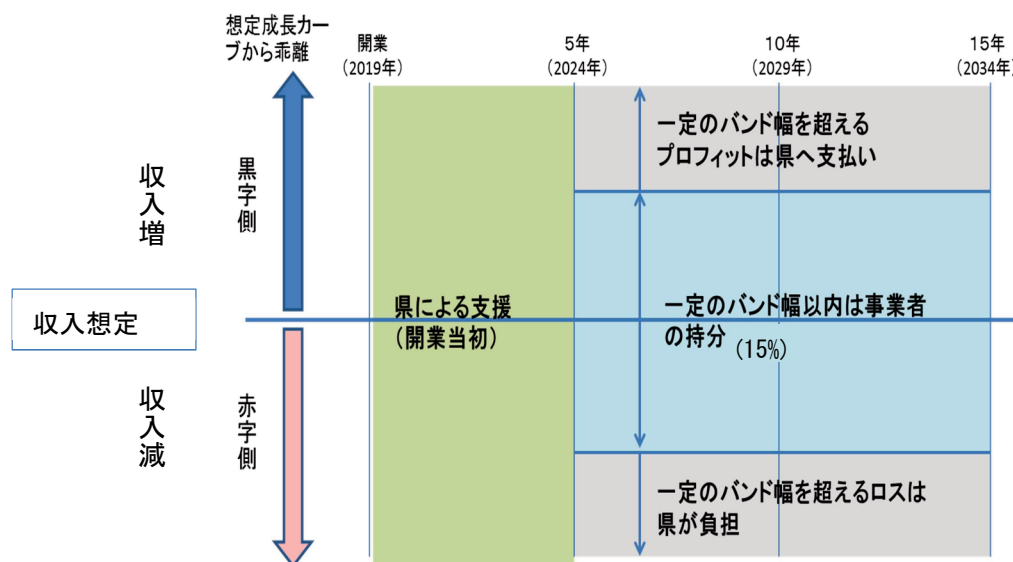 想定成長カー
ブから乖離
開業
（2019年）
5年
（2024年）
10年
（2029年）
15年
（2034年）
収入増
黒字側
一定のバンド幅を超える
プロフィットは県へ支払い
収入想定
県による支援
（開業当初）
一定のバンド幅以内は事業者
の持分（15%）
収入減
赤字側
一定のバンド幅を超えるロスは
県が負担